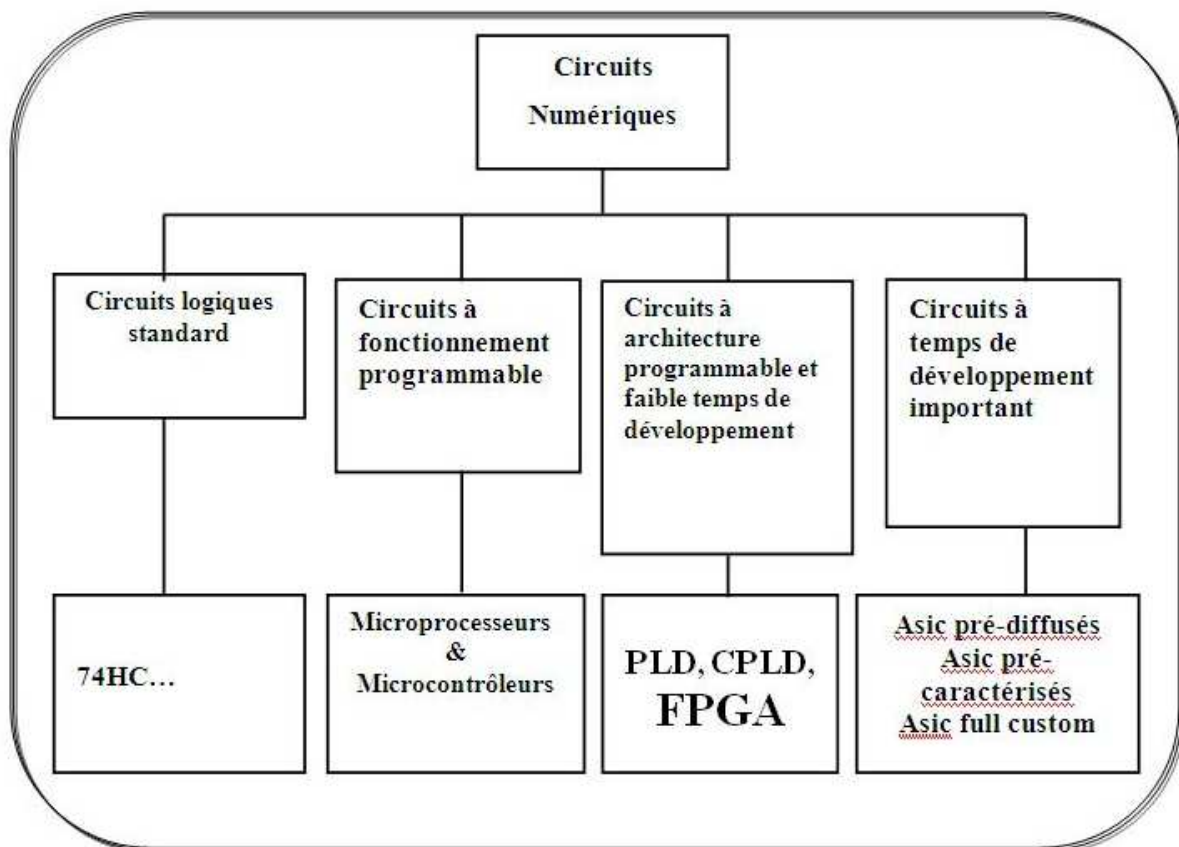 Circuits
Numériques
Circuits logiques
standard
Circuits à
fonctionnement
programmable
Circuits à
architecture
programmable et
faible temps de
développement
Circuits à
temps de
développement
important
74HC...
Microprocesseurs
&
Microcontrôleurs
PLD, CPLD,
FPGA
Asic pré-diffusés
Asic pré-
caractérisés
Asic full custom